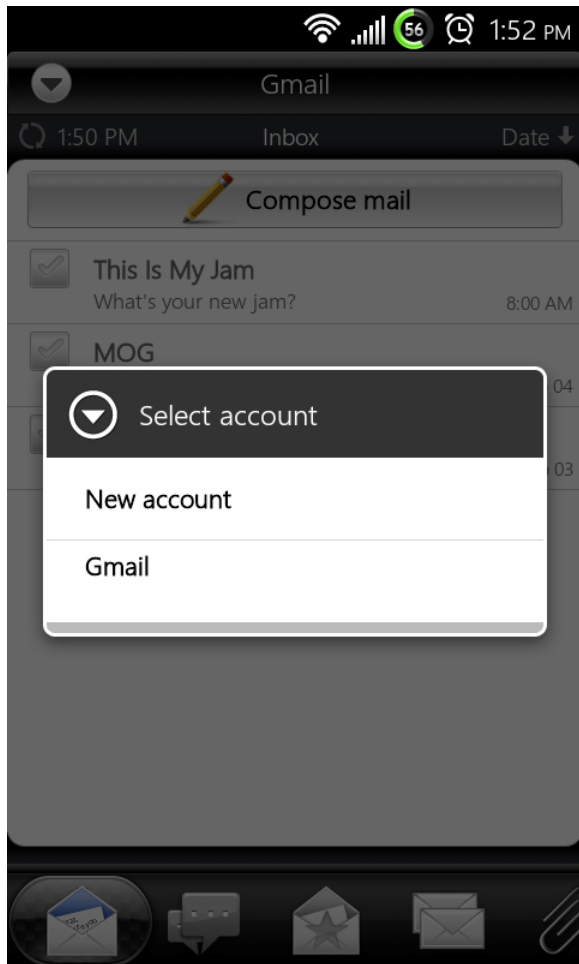 56 1:52 PM
Gmail
1:50 PM Inbox Date
Compose mail
This Is My Jam
What's your new jam?
8:00 AM
MOG
04
Select account
03
New account
Gmail